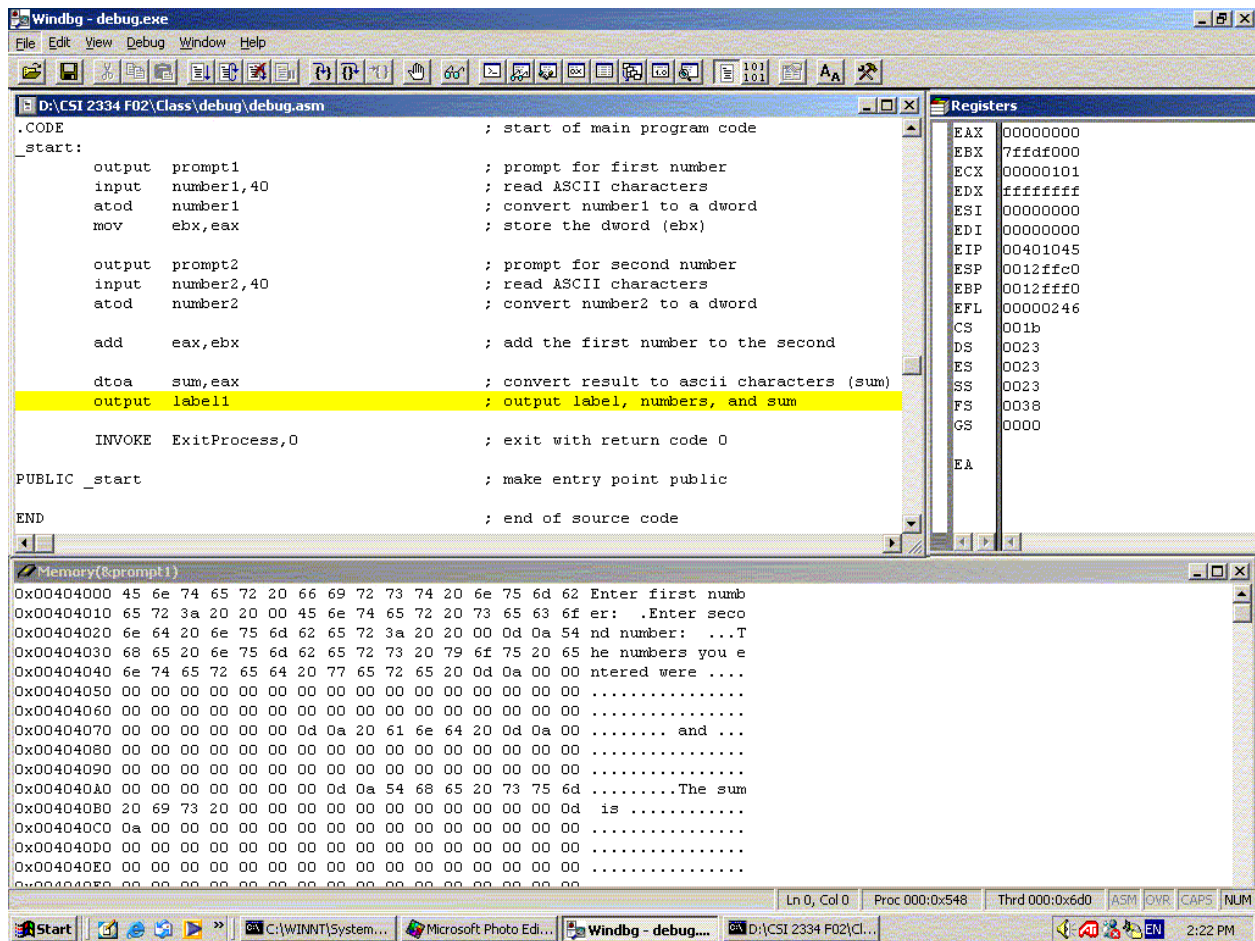 Windbg - debug.exe
File Edit View Debug Window Help
D:\CSI 2334 F02\Class\debug\debug.asm
.CODE ; start of main program code
_start:
output prompt1 ; prompt for first number
input number1,40 ; read ASCII characters
atod number1 ; convert number1 to a dword
mov ebx,eax ; store the dword (ebx)
output prompt2 ; prompt for second number
input number2,40 ; read ASCII characters
atod number2 ; convert number2 to a dword
add eax,ebx ; add the first number to the second
dtoa sum,eax ; convert result to ascii characters (sum)
output label1 ; output label, numbers, and sum
INVOKE ExitProcess,0 ; exit with return code 0
PUBLIC _start ; make entry point public
END ; end of source code
Registers
EAX 00000000
EBX 7ffdf000
ECX 00000101
EDX ffffffff
ESI 00000000
EDI 00000000
EIP 00401045
ESP 0012ffc0
EBP 0012fff0
EFL 00000246
CS 001b
DS 0023
ES 0023
SS 0023
FS 0038
GS 0000
EA
Memory(&prompt1)
0x00404000 45 6e 74 65 72 20 66 69 72 73 74 20 6e 75 6d 62 Enter first numb
0x00404010 65 72 3a 20 20 00 45 6e 74 65 72 20 73 65 63 6f er:  .Enter seco
0x00404020 6e 64 20 6e 75 6d 62 65 72 3a 20 20 00 0d 0a 54 nd number:  ...T
0x00404030 68 65 20 6e 75 6d 62 65 72 73 20 79 6f 75 20 65 he numbers you e
0x00404040 6e 74 65 72 65 64 20 77 65 72 65 20 0d 0a 00 00 ntered were ....
0x00404050 00 00 00 00 00 00 00 00 00 00 00 00 00 00 00 00 ................
0x00404060 00 00 00 00 00 00 00 00 00 00 00 00 00 00 00 00 ................
0x00404070 00 00 00 00 00 00 0d 0a 20 61 6e 64 20 0d 0a 00 ........ and ...
0x00404080 00 00 00 00 00 00 00 00 00 00 00 00 00 00 00 00 ................
0x00404090 00 00 00 00 00 00 00 00 00 00 00 00 00 00 00 00 ................
0x004040A0 00 00 00 00 00 00 00 0d 0a 54 68 65 20 73 75 6d .........The sum
0x004040B0 20 69 73 20 00 00 00 00 00 00 00 00 00 00 00 0d  is ............
0x004040C0 0a 00 00 00 00 00 00 00 00 00 00 00 00 00 00 00 ................
0x004040D0 00 00 00 00 00 00 00 00 00 00 00 00 00 00 00 00 ................
0x004040E0 00 00 00 00 00 00 00 00 00 00 00 00 00 00 00 00 ................
Ln 0, Col 0 Proc 000:0x548 Thrd 000:0x6d0 ASM OVR CAPS NUM
Start C:\WINNT\System... Microsoft Photo Edi... Windbg - debug.... D:\CSI 2334 F02\Cl... EN 2:22 PM